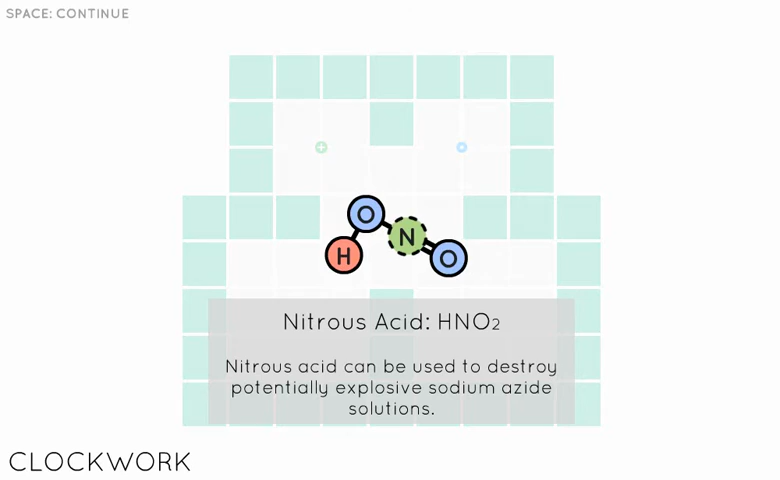 SPACE: CONTINUE
O
N
H
O
Nitrous Acid: HNO₂
Nitrous acid can be used to destroy
potentially explosive sodium azide
solutions.
CLOCKWORK